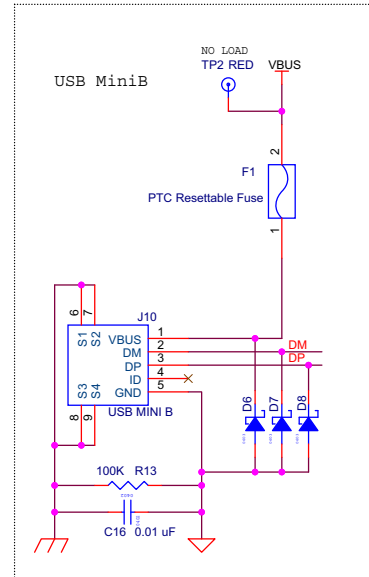 NO LOAD
TP2 RED
VBUS
USB MiniB
2
F1
PTC Resettable Fuse
1
J10
6
7
S1
S2
VBUS
1
DM
2
DM
DP
3
DP
ID
4
GND
5
S3
S4
8
9
USB MINI B
D6
D7
D8
100K R13
0402
C16 0.01 uF